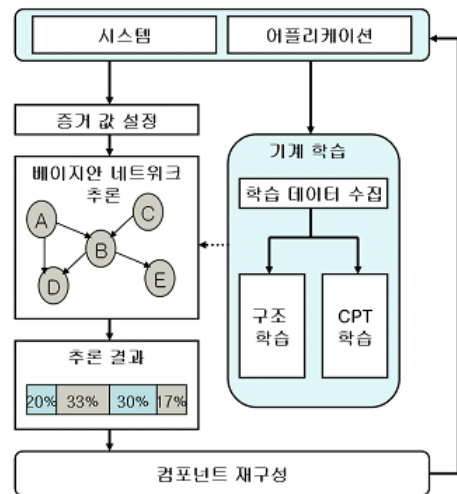 시스템
어플리케이션
증거 값 설정
베이지안 네트워크
추론
A
C
B
D
E
기계 학습
학습 데이터 수집
구조
학습
CPT
학습
추론 결과
20% 33% 30% 17%
컴포넌트 재구성